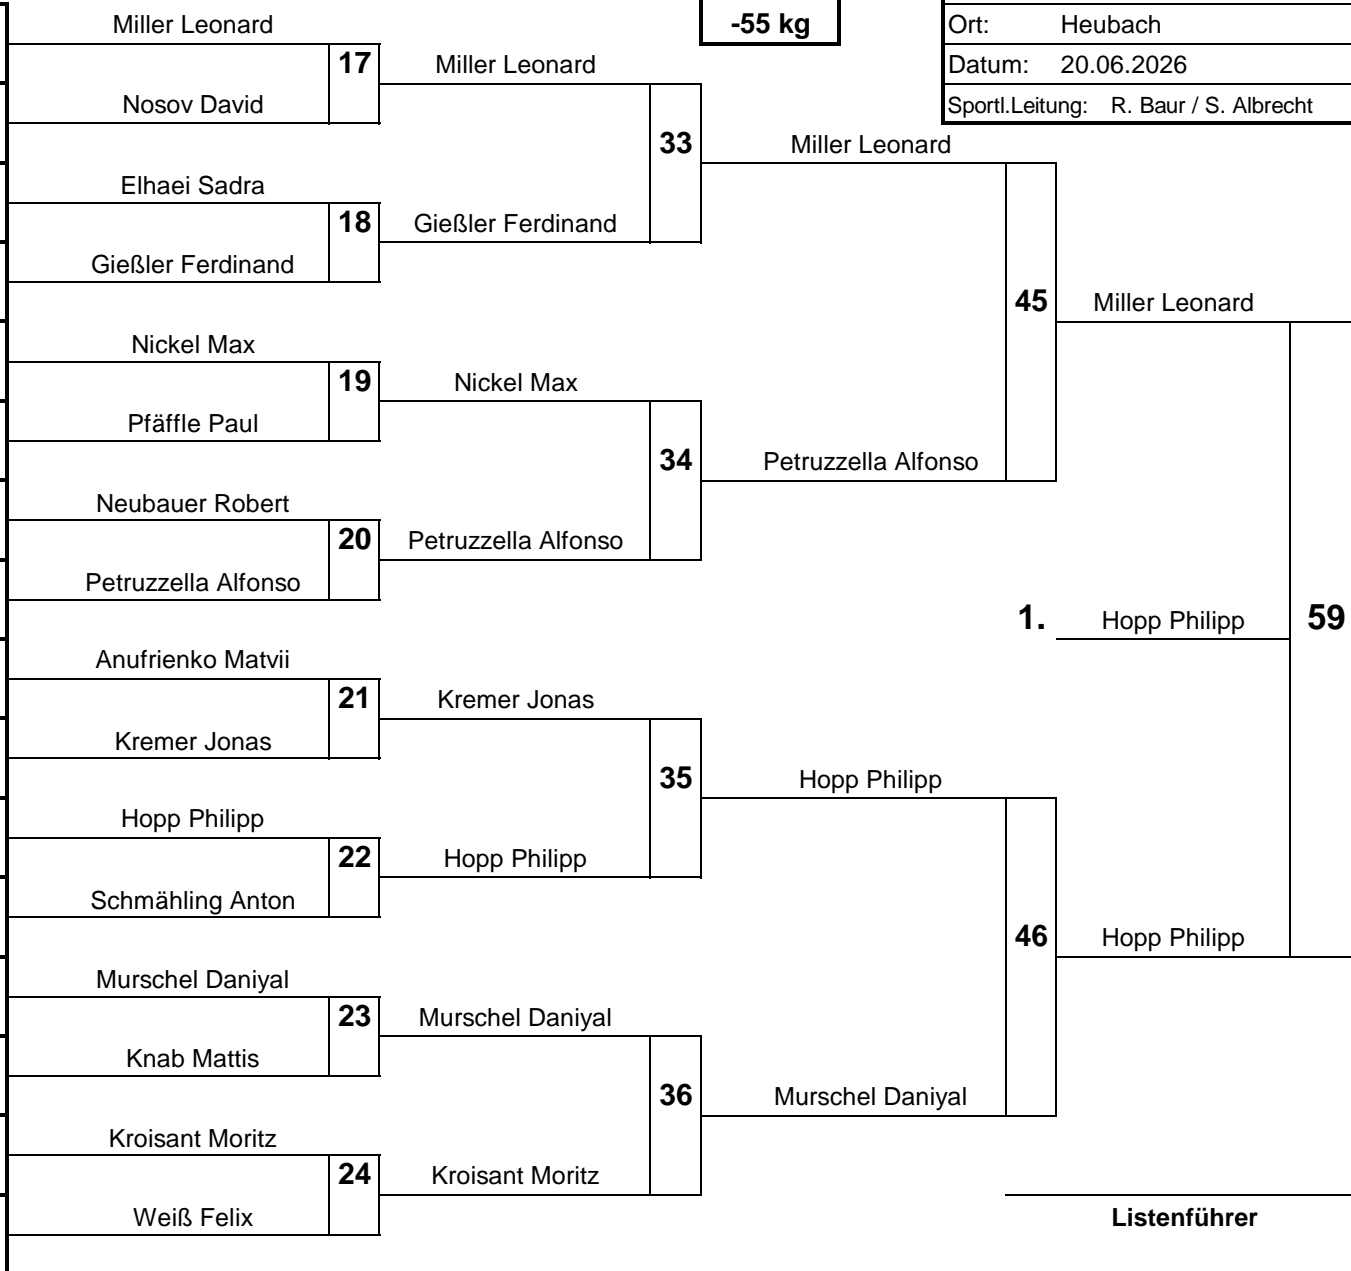 Miller Leonard
-55 kg
Ort: Heubach
17
Miller Leonard
Datum: 20.06.2026
Nosov David
Sportl.Leitung: R. Baur / S. Albrecht
33
Miller Leonard
Elhaei Sadra
18
Gießler Ferdinand
Gießler Ferdinand
45
Miller Leonard
Nickel Max
19
Nickel Max
Pfäffle Paul
34
Petruzzella Alfonso
Neubauer Robert
20
Petruzzella Alfonso
Petruzzella Alfonso
1. Hopp Philipp
59
Anufrienko Matvii
21
Kremer Jonas
Kremer Jonas
35
Hopp Philipp
Hopp Philipp
22
Hopp Philipp
Schmähling Anton
46
Hopp Philipp
Murschel Daniyal
23
Murschel Daniyal
Knab Mattis
36
Murschel Daniyal
Kroisant Moritz
24
Kroisant Moritz
Weiß Felix
Listenführer